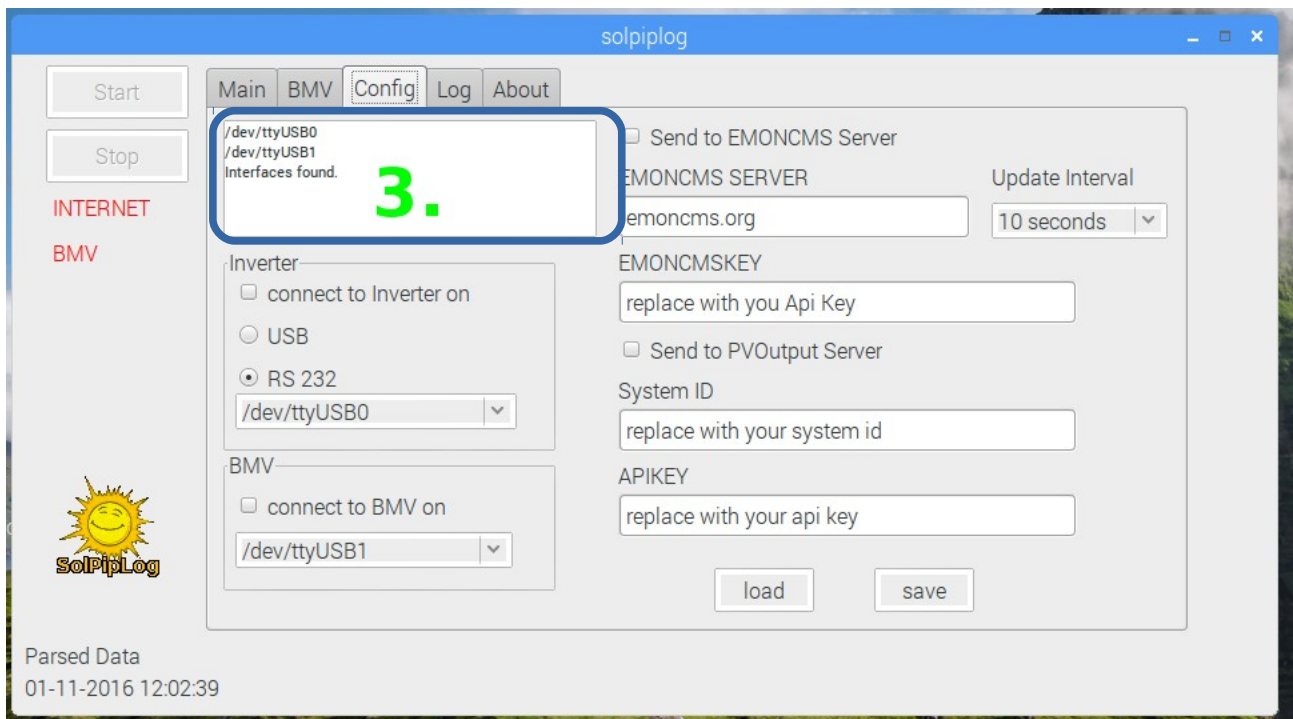 solpiplog
Start
Stop
INTERNET
BMV
Main BMV Config Log About
/dev/ttyUSB0
/dev/ttyUSB1
Interfaces found.
3.
Inverter
connect to Inverter on
USB
RS 232
/dev/ttyUSB0
BMV
connect to BMV on
/dev/ttyUSB1
Send to EMONCMS Server
EMONCMS SERVER
Update Interval
emoncms.org
10 seconds
EMONCMSKEY
replace with you Api Key
Send to PVOutput Server
System ID
replace with your system id
APIKEY
replace with your api key
load
save
SolPipLog
Parsed Data
01-11-2016 12:02:39